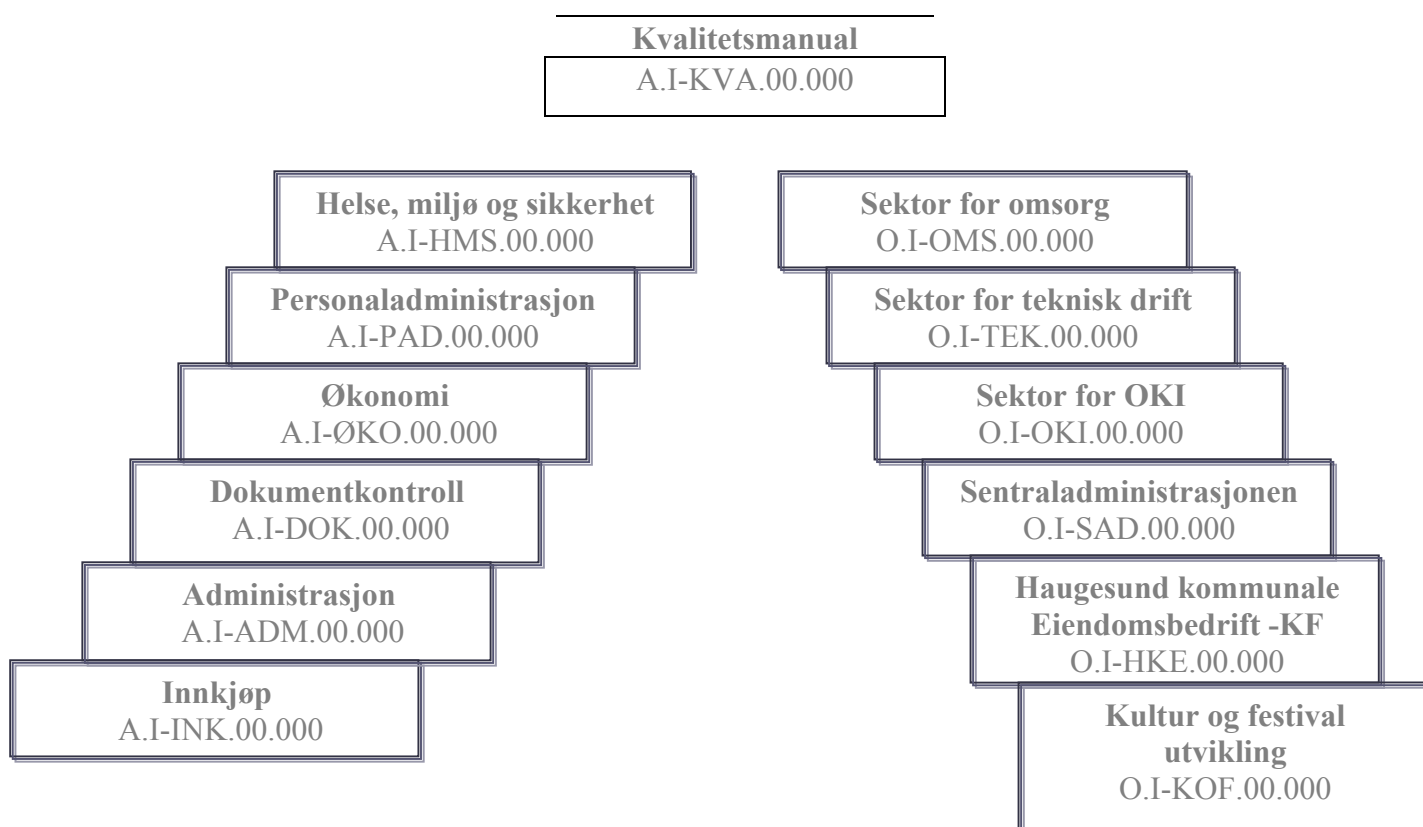 Kvalitetsmanual
A.I-KVA.00.000
Helse, miljø og sikkerhet
A.I-HMS.00.000
Personaladministrasjon
A.I-PAD.00.000
Økonomi
A.I-ØKO.00.000
Dokumentkontroll
A.I-DOK.00.000
Administrasjon
A.I-ADM.00.000
Innkjøp
A.I-INK.00.000
Sektor for omsorg
O.I-OMS.00.000
Sektor for teknisk drift
O.I-TEK.00.000
Sektor for OKI
O.I-OKI.00.000
Sentraladministrasjonen
O.I-SAD.00.000
Haugesund kommunale
Eiendomsbedrift -KF
O.I-HKE.00.000
Kultur og festival
utvikling
O.I-KOF.00.000